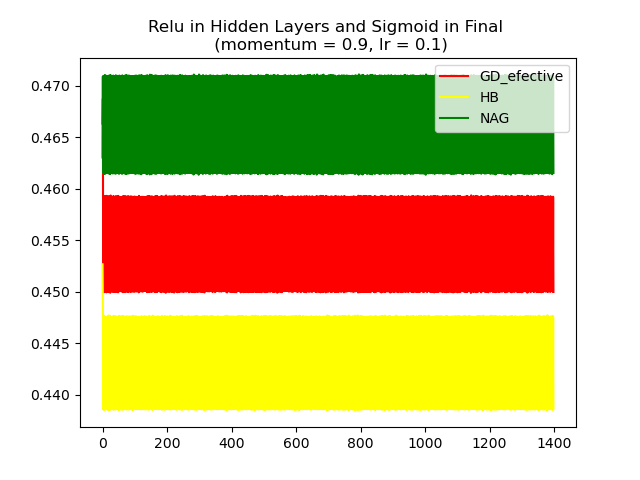 Relu in Hidden Layers and Sigmoid in Final
(momentum = 0.9, lr = 0.1)
GD_efective
HB
NAG
0.470
0.465
0.460
0.455
0.450
0.445
0.440
0 200 400 600 800 1000 1200 1400